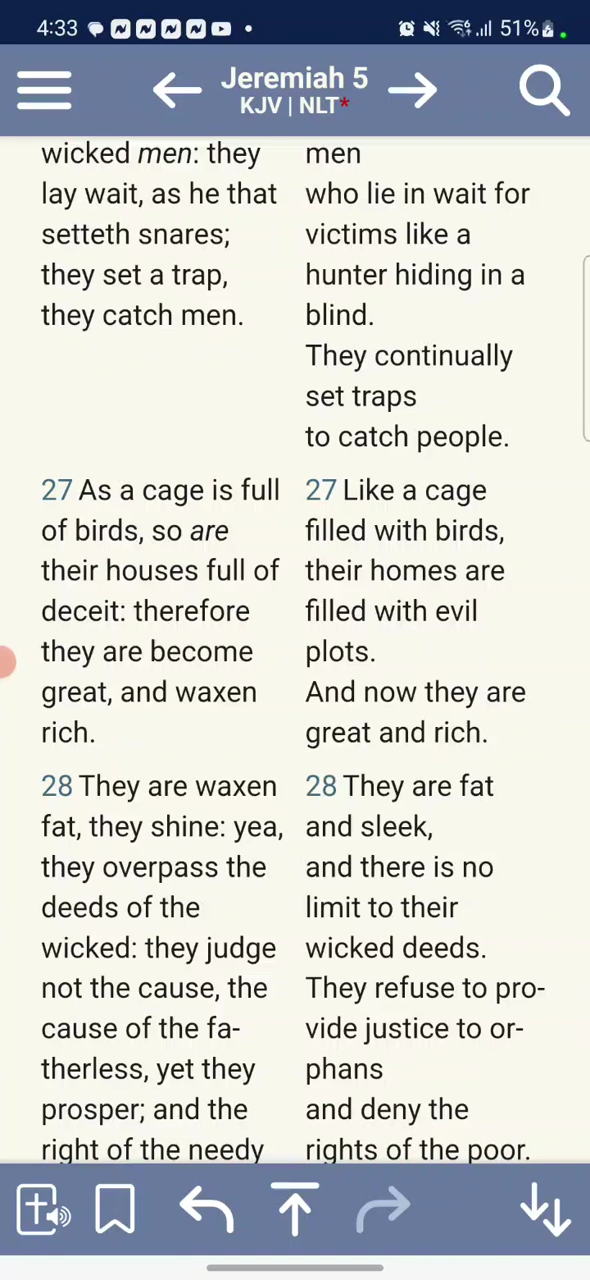 4:33
51%
Jeremiah 5
KJV | NLT*
wicked men: they
lay wait, as he that
setteth snares;
they set a trap,
they catch men.
men
who lie in wait for
victims like a
hunter hiding in a
blind.
They continually
set traps
to catch people.
27 As a cage is full
of birds, so are
their houses full of
deceit: therefore
they are become
great, and waxen
rich.
27 Like a cage
filled with birds,
their homes are
filled with evil
plots.
And now they are
great and rich.
28 They are waxen
fat, they shine: yea,
they overpass the
deeds of the
wicked: they judge
not the cause, the
cause of the fa-
therless, yet they
prosper; and the
right of the needy
28 They are fat
and sleek,
and there is no
limit to their
wicked deeds.
They refuse to pro-
vide justice to or-
phans
and deny the
rights of the poor.